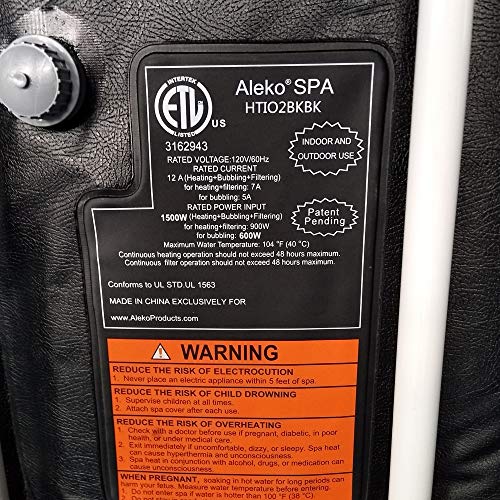 INTERTEK
ETL
LISTED
US
3162943
Aleko® SPA
HTIO2BKBK
INDOOR AND
OUTDOOR USE
RATED VOLTAGE:120V/60Hz
RATED CURRENT
12 A (Heating+Bubbling+Filtering)
for heating+filtering: 7A
for bubbling: 5A
RATED POWER INPUT
1500W (Heating+Bubbling+Filtering)
for heating+filtering: 900W
for bubbling: 600W
Maximum Water Temperature: 104 °F (40 °C)
Patent
Pending
Continuous heating operation should not exceed 48 hours maximum.
Continuous filter operation should not exceed 48 hours maximum.
Conforms to UL STD.UL 1563
MADE IN CHINA EXCLUSIVELY FOR
www.AlekoProducts.com
WARNING
REDUCE THE RISK OF ELECTROCUTION
1. Never place an electric appliance within 5 feet of spa.
REDUCE THE RISK OF CHILD DROWNING
1. Supervise children at all times.
2. Attach spa cover after each use.
REDUCE THE RISK OF OVERHEATING
1. Check with a doctor before use if pregnant, diabetic, in poor
health, or under medical care.
2. Exit immediately if uncomfortable, dizzy, or sleepy. Spa heat
can cause hyperthermia and unconsciousness.
3. Spa heat in conjunction with alcohol, drugs, or medication can
cause unconsciousness.
WHEN PREGNANT, soaking in hot water for long periods can
harm your fetus. Measure water temperature before entering.
1. Do not enter spa if water is hotter than 100 °F (38 °C).